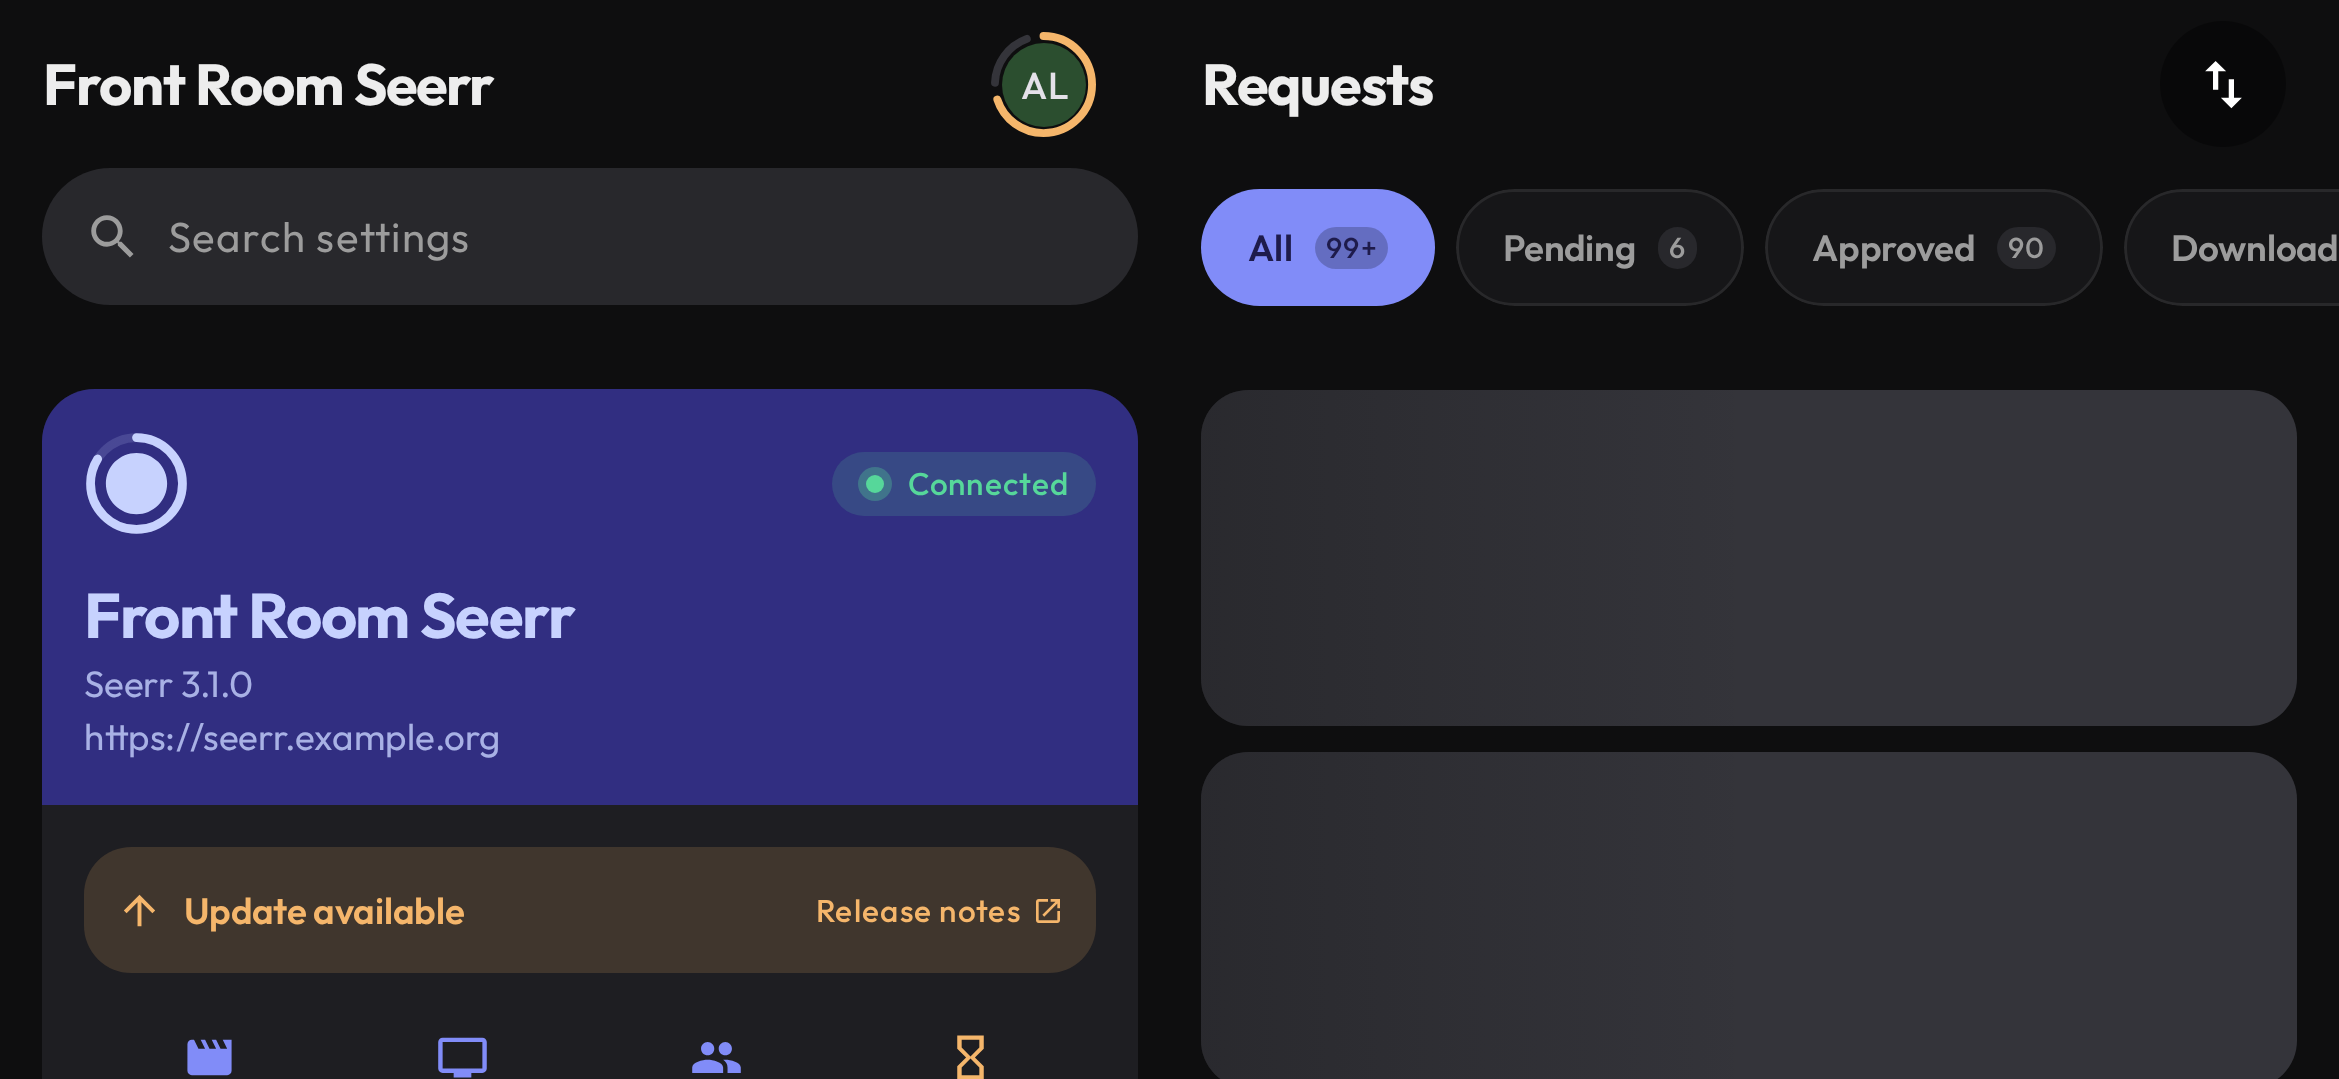 Front Room Seerr
AL
Search settings
Connected
Front Room Seerr
Seerr 3.1.0
https://seerr.example.org
Update available
Release notes
Requests
All 99+
Pending 6
Approved 90
Download